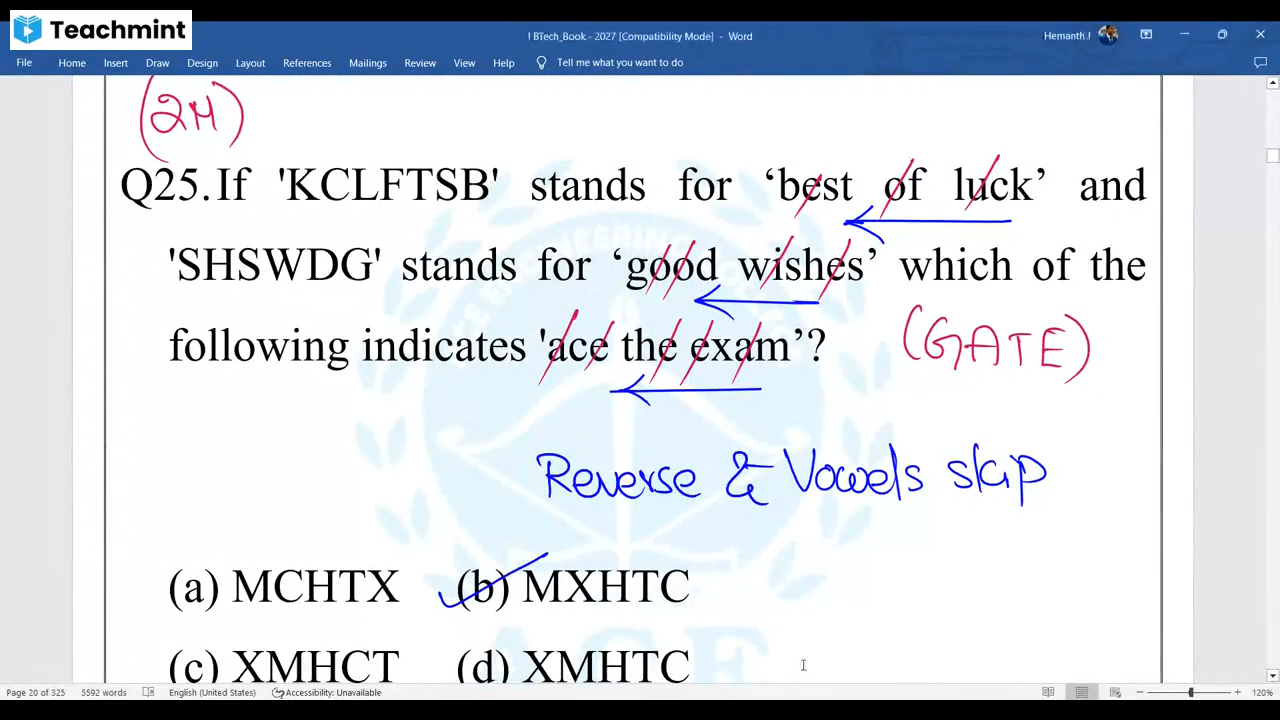 Teachmint
! BTech_Book - 2027 [Compatibility Mode] - Word
Hemanth.I
File Home Insert Draw Design Layout References Mailings Review View Help Tell me what you want to do
(2M)
Q25. If 'KCLFTSB' stands for ‘best of luck’ and
'SHSWDG' stands for ‘good wishes’ which of the
following indicates 'ace the exam’?
(GATE)
Reverse & Vowels skip
(a) MCHTX (b) MXHTC
(c) XMHCT (d) XMHTC
ACE
Page 20 of 325 5592 words English (United States) Accessibility: Unavailable 120%